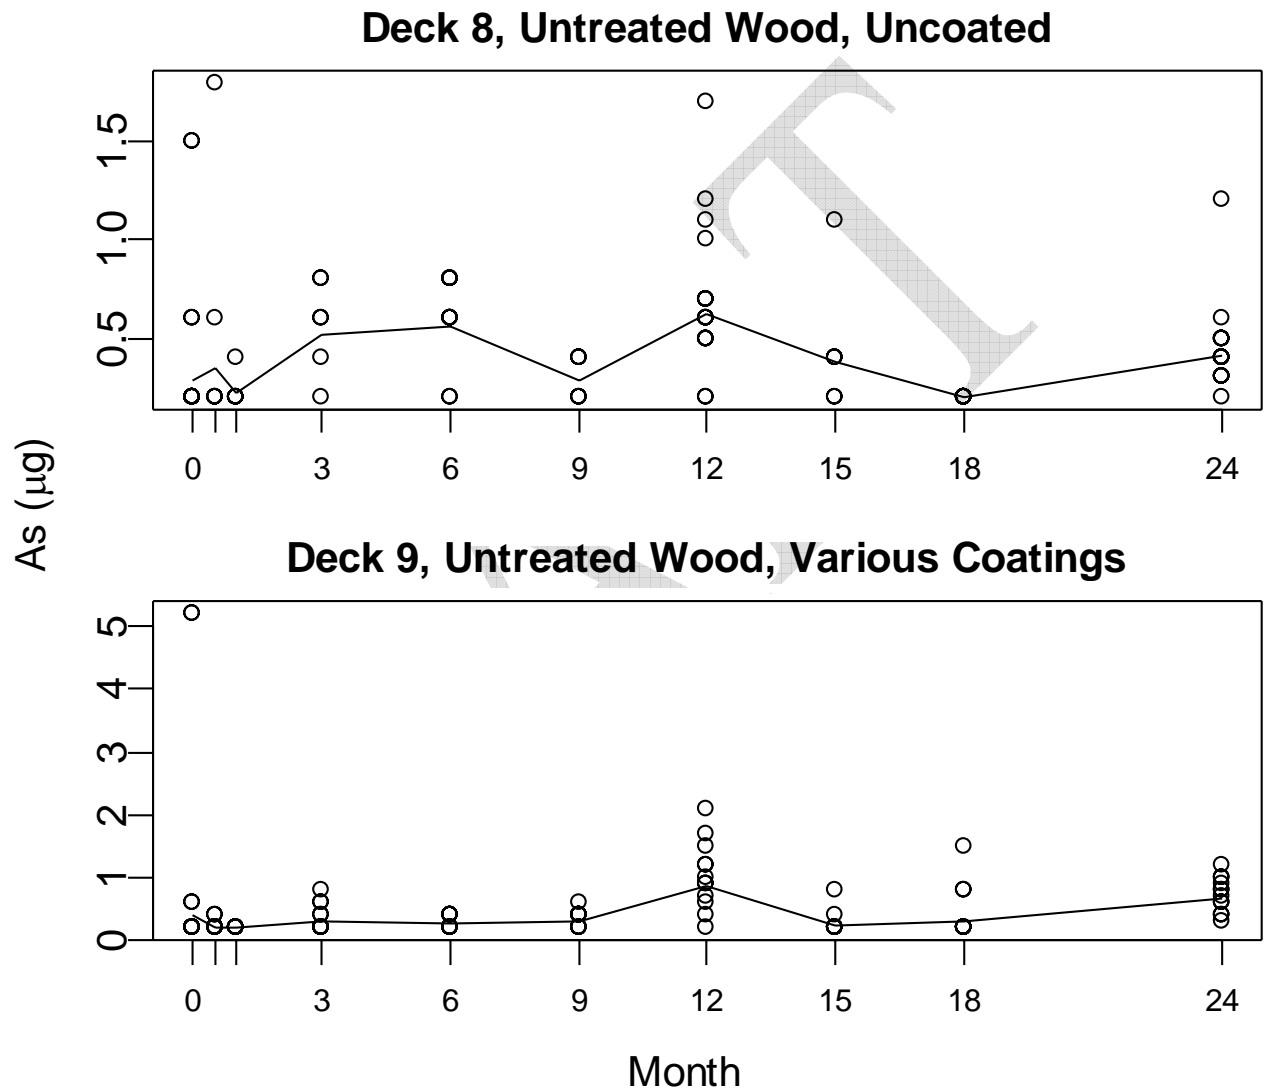 Deck 8, Untreated Wood, Uncoated
1.5
1.0
0.5
0 3 6 9 12 15 18 24
As (μg)
Deck 9, Untreated Wood, Various Coatings
5
4
3
2
1
0
0 3 6 9 12 15 18 24
Month
T